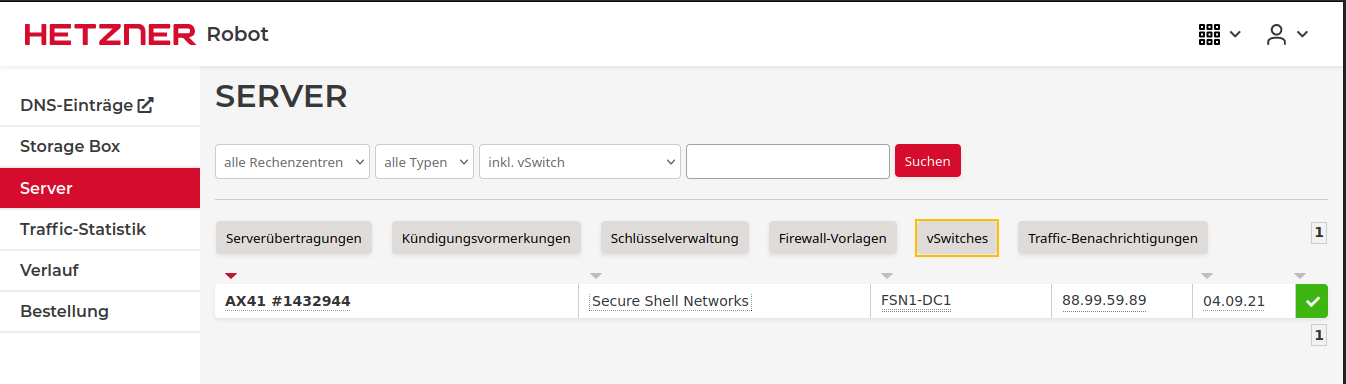 HETZNER Robot
DNS-Einträge
Storage Box
Server
Traffic-Statistik
Verlauf
Bestellung
SERVER
alle Rechenzentren alle Typen inkl. vSwitch Suchen
Serverübertragungen Kündigungsvormerkungen Schlüsselverwaltung Firewall-Vorlagen vSwitches Traffic-Benachrichtigungen 1
AX41 #1432944 Secure Shell Networks FSN1-DC1 88.99.59.89 04.09.21
1